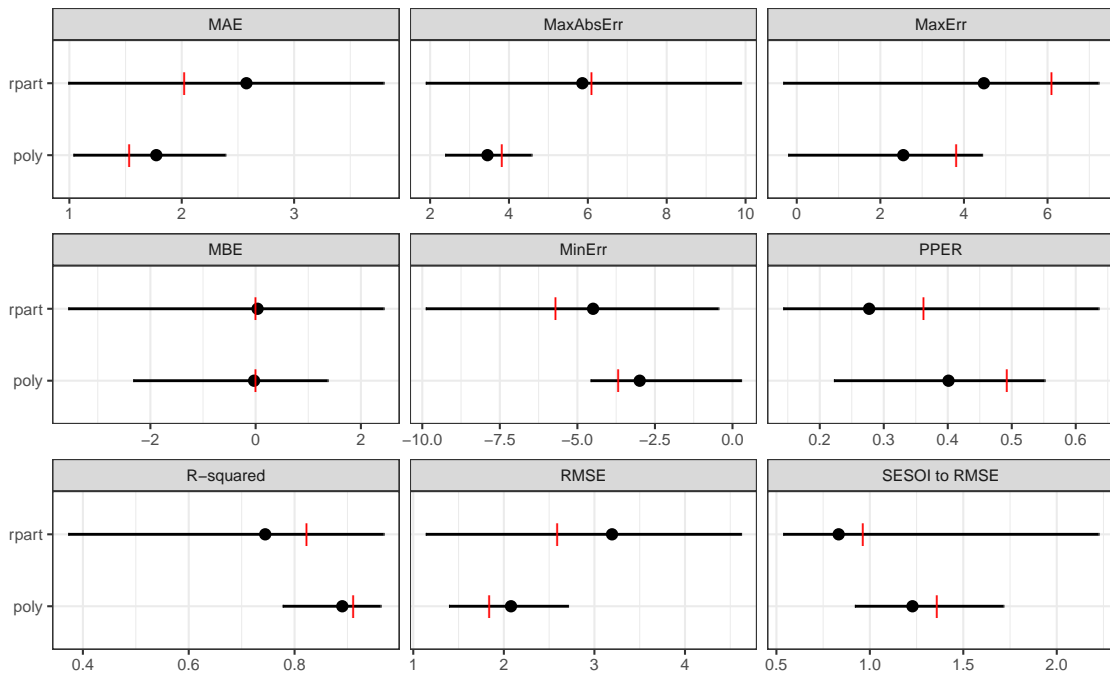 MAE
MaxAbsErr
MaxErr
rpart
poly
1 2 3
2 4 6 8 10
0 2 4 6
MBE
MinErr
PPER
rpart
poly
−2 0 2
−10.0 −7.5 −5.0 −2.5 0.0
0.2 0.3 0.4 0.5 0.6
R−squared
RMSE
SESOI to RMSE
rpart
poly
0.4 0.6 0.8
1 2 3 4
0.5 1.0 1.5 2.0